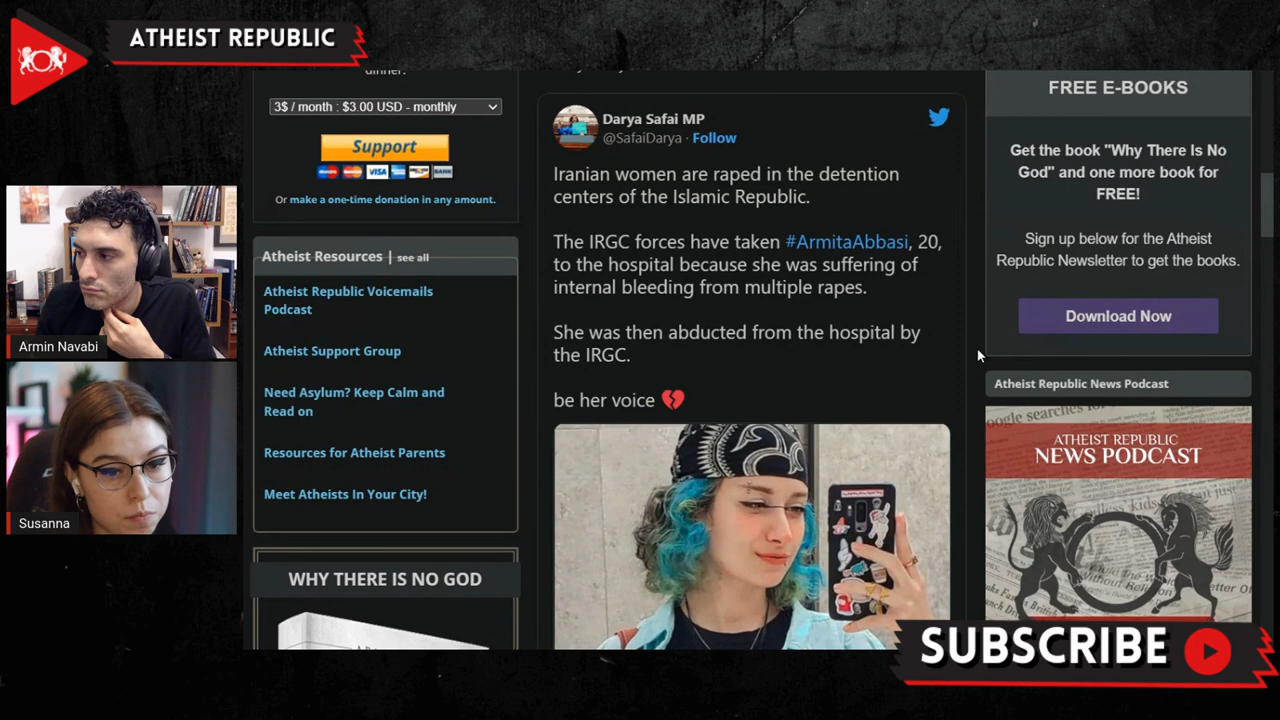 ATHEIST REPUBLIC
dinner?
3$ / month : $3.00 USD - monthly
Support
VISA
BANK
Or make a one-time donation in any amount.
Atheist Resources | see all
Atheist Republic Voicemails
Podcast
Atheist Support Group
Need Asylum? Keep Calm and
Read on
Resources for Atheist Parents
Meet Atheists In Your City!
WHY THERE IS NO GOD
Armin Navabi
Susanna
Darya Safai MP
@SafaiDarya · Follow
Iranian women are raped in the detention
centers of the Islamic Republic.
The IRGC forces have taken #ArmitaAbbasi, 20,
to the hospital because she was suffering of
internal bleeding from multiple rapes.
She was then abducted from the hospital by
the IRGC.
be her voice 💔
FREE E-BOOKS
Get the book "Why There Is No
God" and one more book for
FREE!
Sign up below for the Atheist
Republic Newsletter to get the books.
Download Now
Atheist Republic News Podcast
ATHEIST REPUBLIC
NEWS PODCAST
SUBSCRIBE